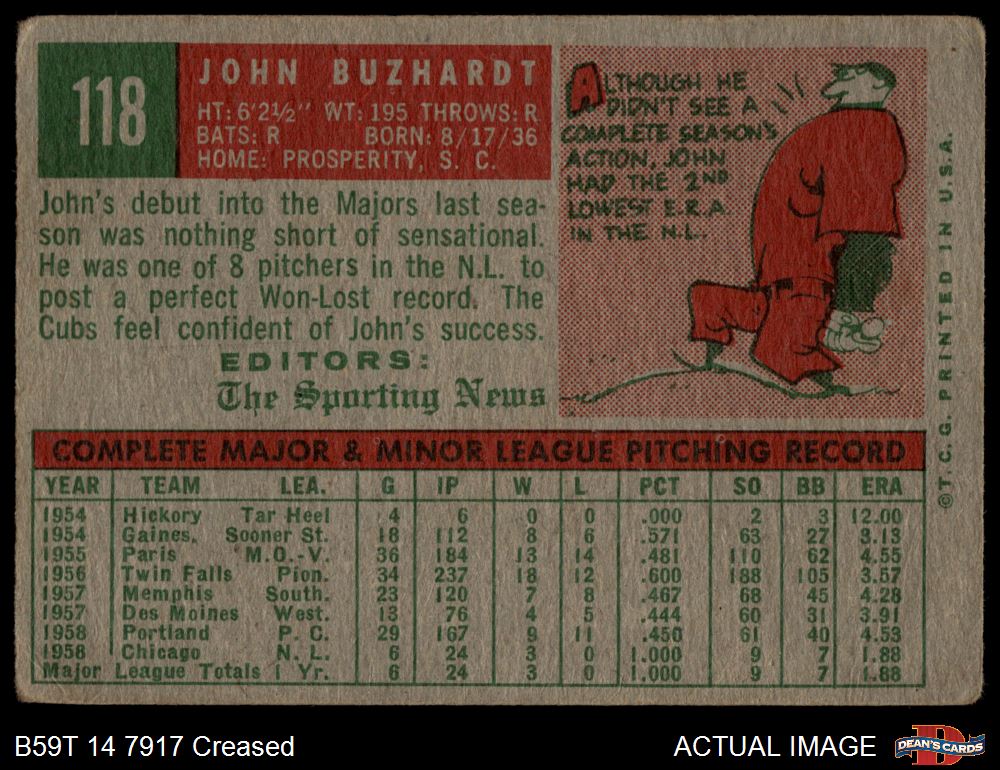 118
JOHN BUZHARDT
HT: 6'2½" WT: 195 THROWS: R
BATS: R BORN: 8/17/36
HOME: PROSPERITY, S. C.
John's debut into the Majors last sea-
son was nothing short of sensational.
He was one of 8 pitchers in the N.L. to
post a perfect Won-Lost record. The
Cubs feel confident of John's success.
EDITORS:
The Sporting News
ALTHOUGH HE
DIDN'T SEE A
COMPLETE SEASON'S
ACTION, JOHN
HAD THE 2ND
LOWEST E.R.A.
IN THE N.L.
©T.C.G. PRINTED IN U.S.A.
COMPLETE MAJOR & MINOR LEAGUE PITCHING RECORD
YEAR TEAM LEA. G IP W L PCT SO BB ERA
1954 Hickory Tar Heel 4 6 0 0 .000 2 3 12.00
1954 Gaines. Sooner St. 18 112 8 6 .571 63 27 3.13
1955 Paris M.O.-V. 36 184 13 14 .481 110 62 4.55
1956 Twin Falls Pion. 34 237 18 12 .600 188 105 3.57
1957 Memphis South. 23 120 7 8 .467 68 45 4.28
1957 Des Moines West. 13 76 4 5 .444 60 31 3.91
1958 Portland P. C. 29 167 9 11 .450 61 40 4.53
1958 Chicago N. L. 6 24 3 0 1.000 9 7 1.88
Major League Totals 1 Yr. 6 24 3 0 1.000 9 7 1.88
B59T 14 7917 Creased
ACTUAL IMAGE
DEAN'S CARDS